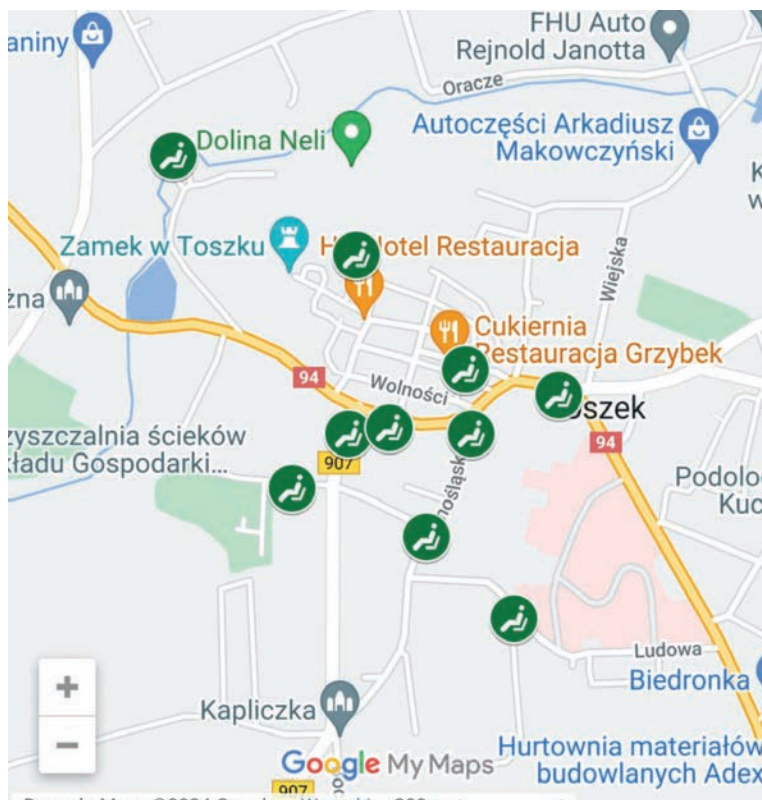 aniny
FHU Auto
Rejnold Janotta
Oracze
Dolina Neli
Autoczęści Arkadiusz
Makowczyński
K
w
Zamek w Toszku
Hotel Restauracja
Wiejska
żna
Cukiernia
Restauracja Grzybek
94
Wolności
oszek
zyszczalnia ścieków
kładu Gospodarki...
907
94
nośląsk
Podolog
Kuc
Ludowa
Biedronka
+
−
Kapliczka
Google My Maps
Hurtownia materiałów
budowlanych Adex
907